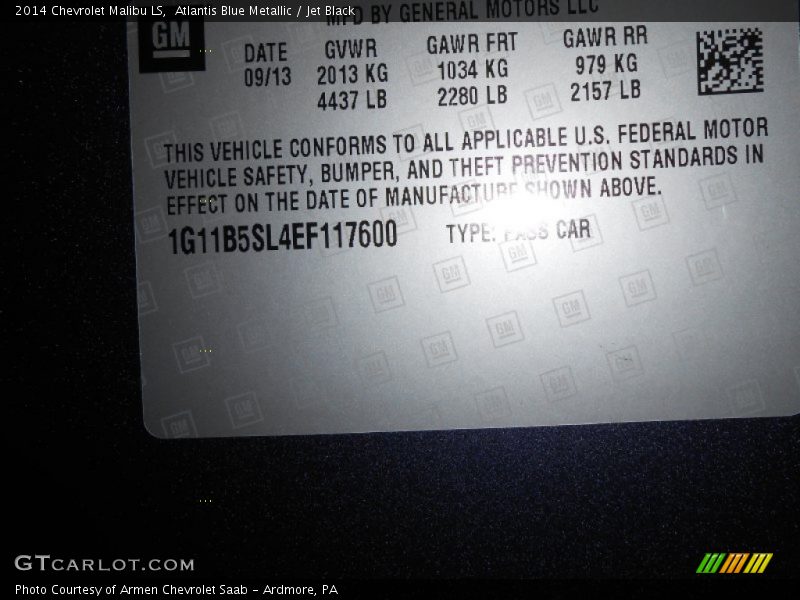 2014 Chevrolet Malibu LS, Atlantis Blue Metallic / Jet Black
MFD BY GENERAL MOTORS LLC
GM
DATE GVWR GAWR FRT GAWR RR
09/13 2013 KG 1034 KG 979 KG
4437 LB 2280 LB 2157 LB
THIS VEHICLE CONFORMS TO ALL APPLICABLE U.S. FEDERAL MOTOR
VEHICLE SAFETY, BUMPER, AND THEFT PREVENTION STANDARDS IN
EFFECT ON THE DATE OF MANUFACTURE SHOWN ABOVE.
1G11B5SL4EF117600 TYPE: PASS CAR
GTCARLOT.COM
Photo Courtesy of Armen Chevrolet Saab - Ardmore, PA